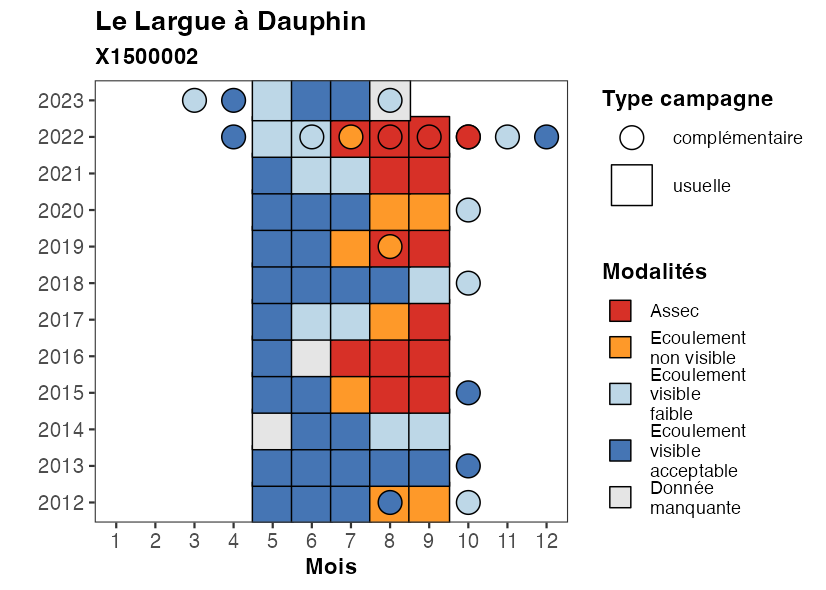 Le Largue à Dauphin
X1500002
2023
2022
2021
2020
2019
2018
2017
2016
2015
2014
2013
2012
1 2 3 4 5 6 7 8 9 10 11 12
Mois
Type campagne
complémentaire
usuelle
Modalités
Assec
Ecoulement
non visible
Ecoulement
visible
faible
Ecoulement
visible
acceptable
Donnée
manquante